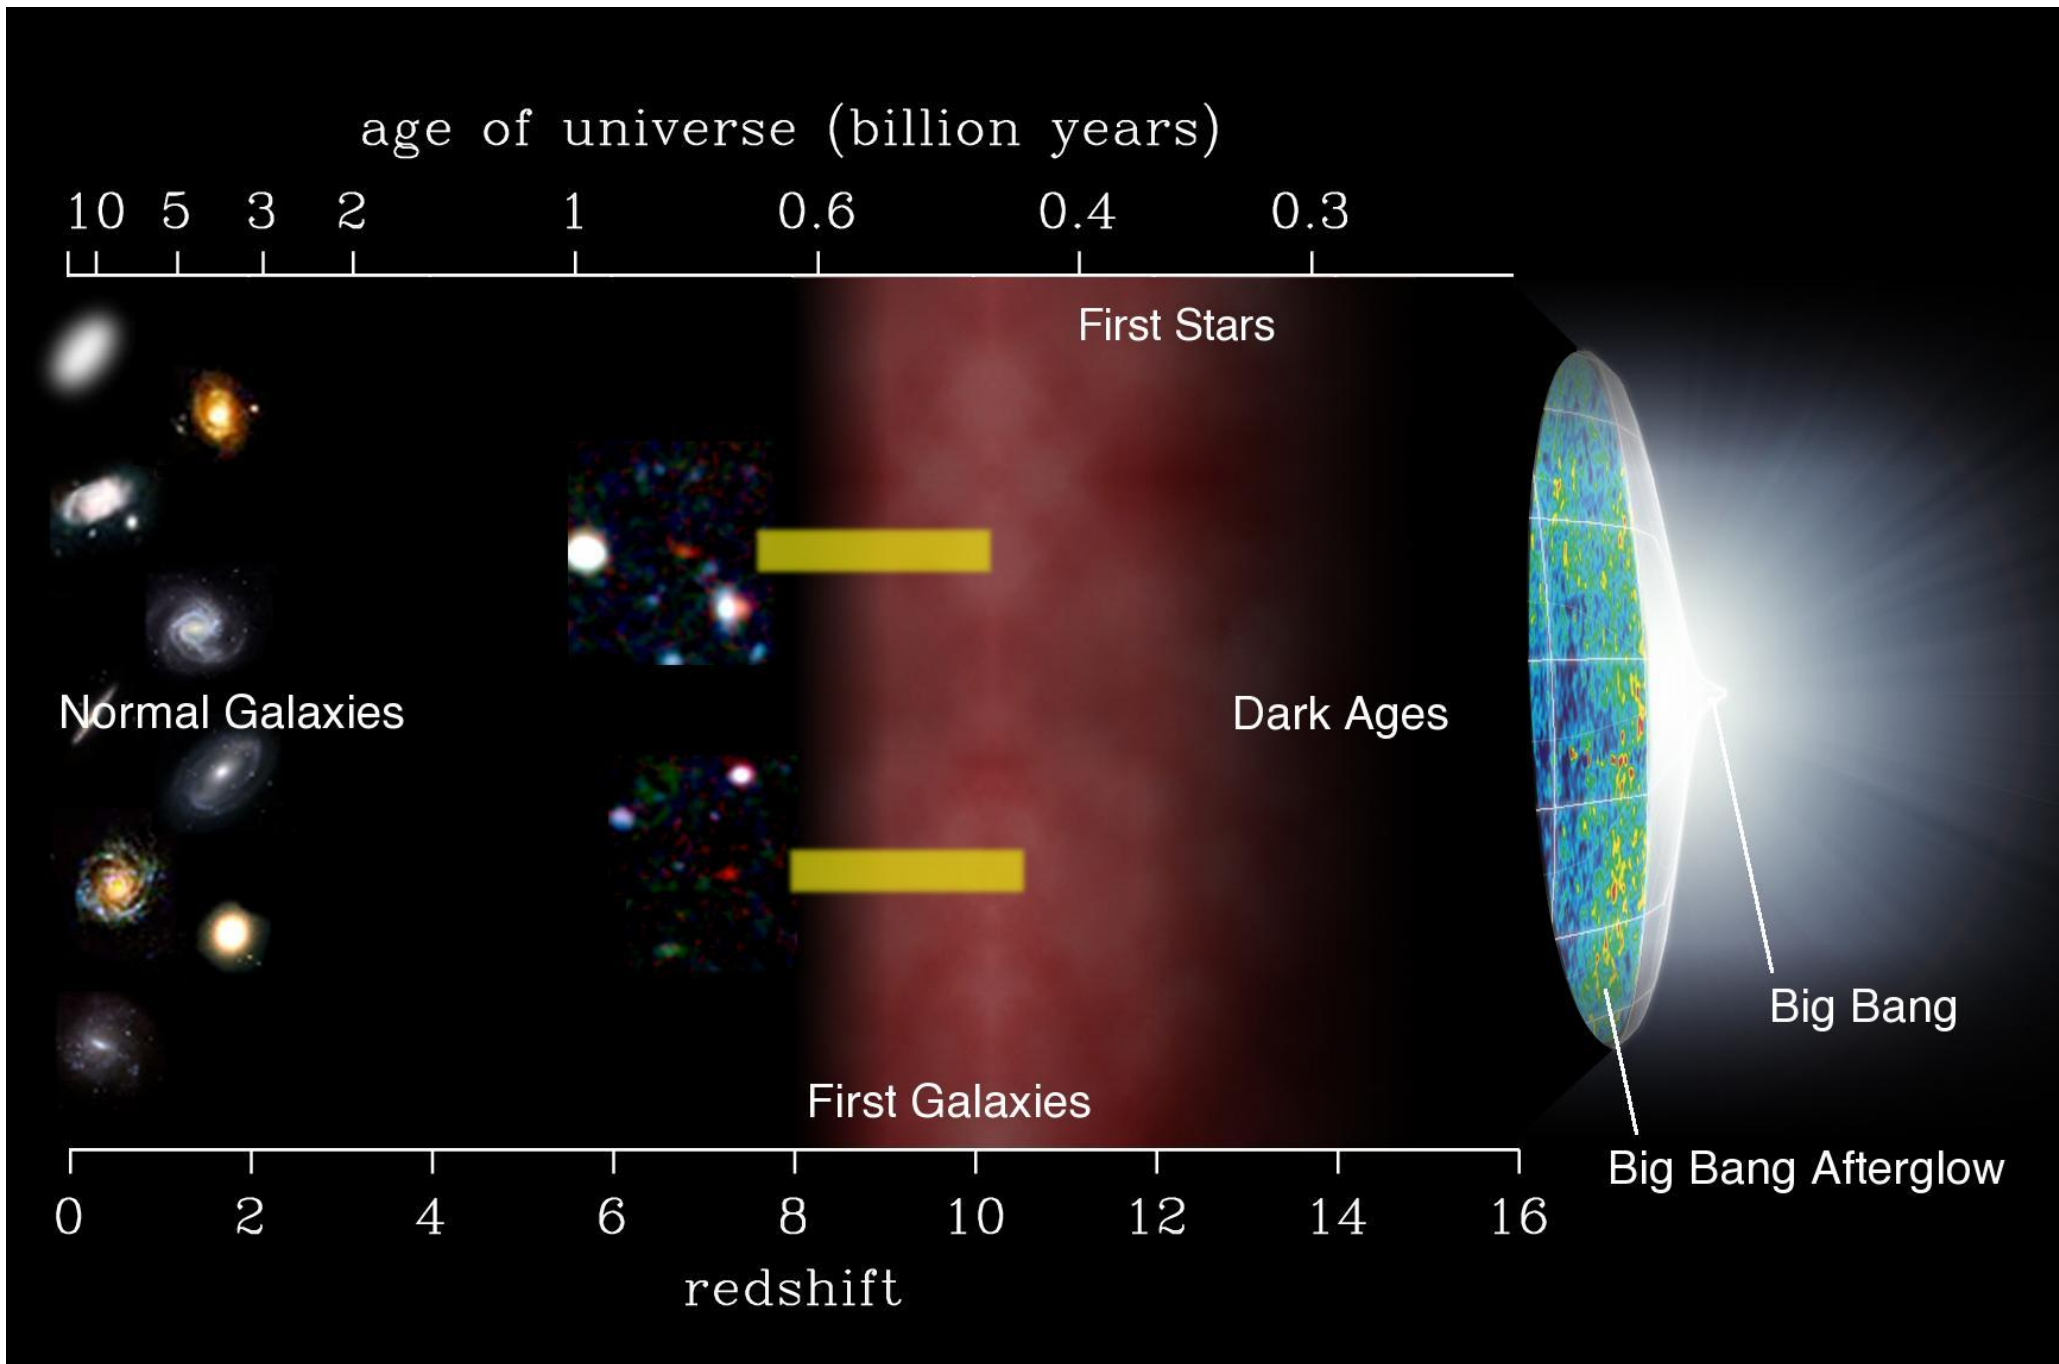 age of universe (billion years)
10 5 3 2 1 0.6 0.4 0.3
First Stars
Normal Galaxies
Dark Ages
Big Bang
First Galaxies
Big Bang Afterglow
0 2 4 6 8 10 12 14 16
redshift